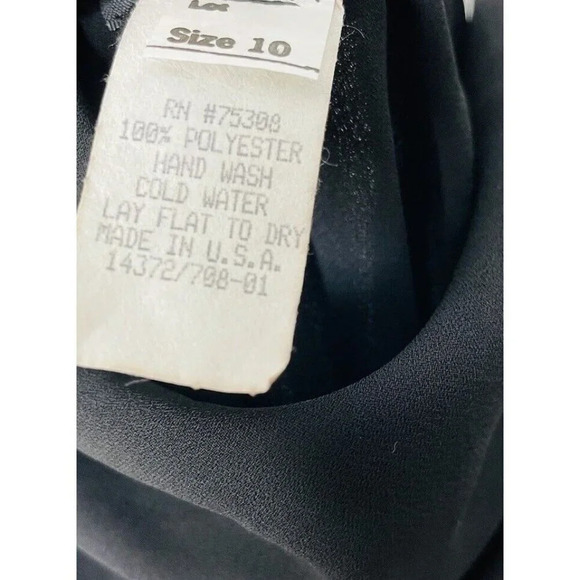 Lot
Size 10
RN #75308
100% POLYESTER
HAND WASH
COLD WATER
LAY FLAT TO DRY
MADE IN U.S.A.
14372/708-01